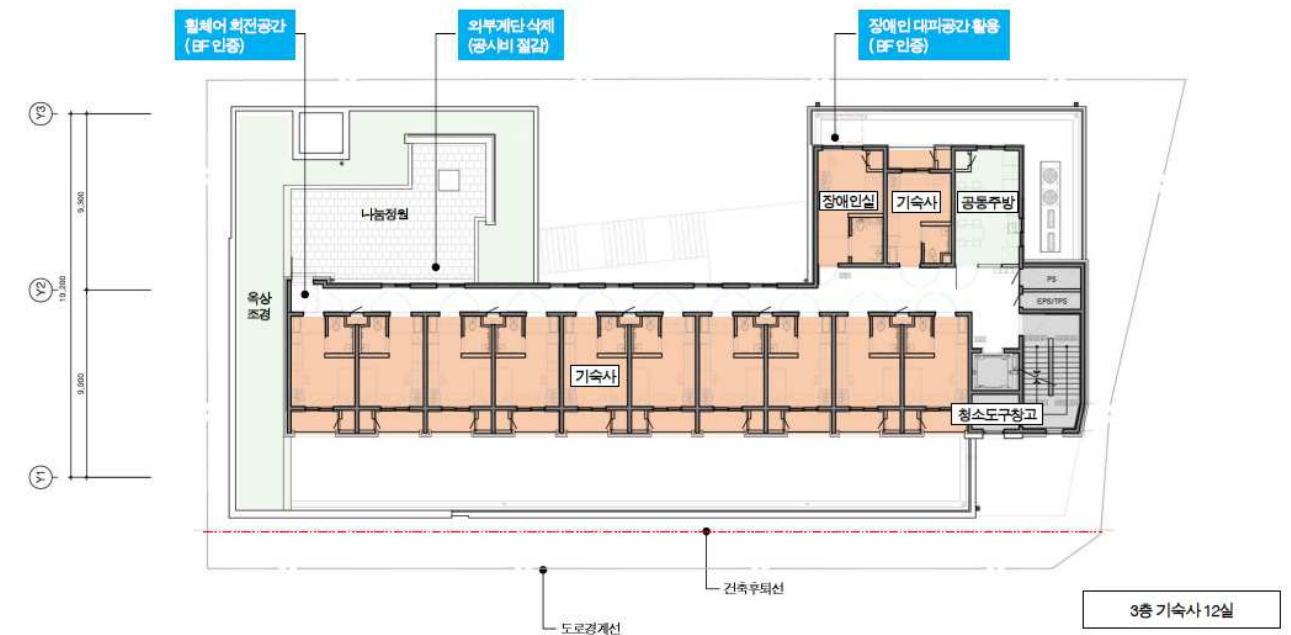 휠체어 회전공간
( BF 인증)
외부계단 삭제
(공사비 절감)
장애인 대피공간 활용
( BF 인증)
Y3
9,300
나눔정원
장애인실
기숙사
공동주방
Y2
19,200
옥상
조경
PS
EPS/TPS
9,900
기숙사
청소도구창고
Y1
건축후퇴선
도로경계선
3층 기숙사 12실